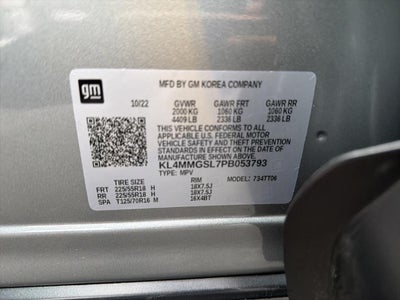 gm
MFD BY GM KOREA COMPANY
10/22 GVWR GAWR FRT GAWR RR
2000 KG 1060 KG 1060 KG
4409 LB 2336 LB 2336 LB
THIS VEHICLE CONFORMS TO ALL
APPLICABLE U.S. FEDERAL MOTOR
VEHICLE SAFETY AND THEFT PREVENTION
STANDARDS IN EFFECT ON THE DATE
OF MANUFACTURE SHOWN ABOVE.
KL4MMGSL7PB053793
TYPE: MPV MODEL: 734TT06
TIRE SIZE RIM
FRT 225/55R18 H 18X7.5J
RR 225/55R18 H 18X7.5J
SPA T125/70R16 M 16X4BT